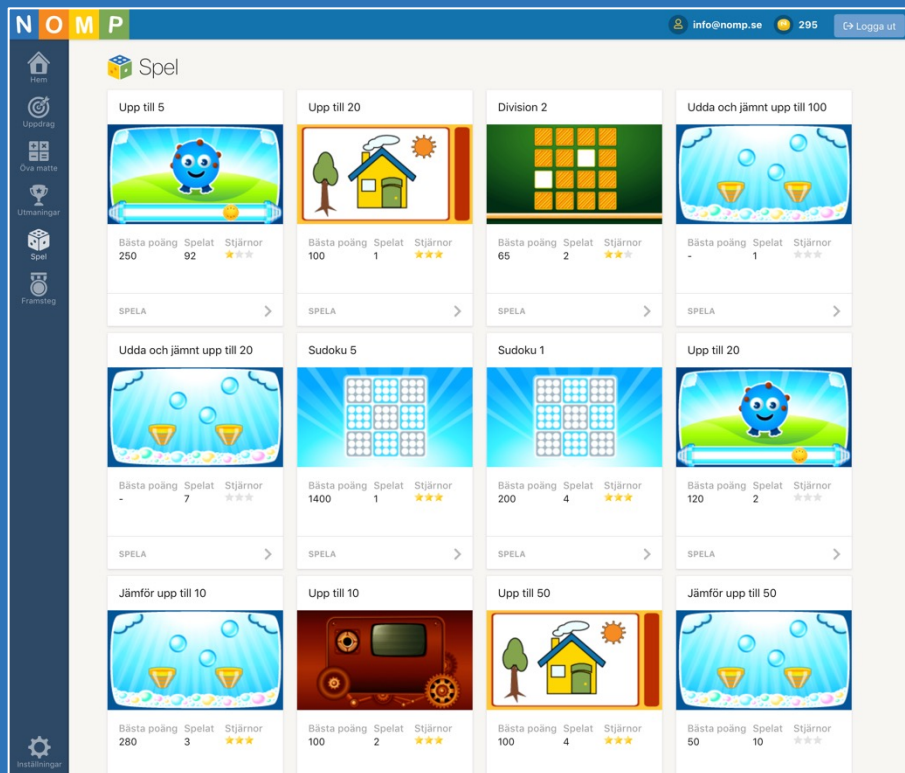 NOMP
info@nomp.se 295 Logga ut
Hem
Uppdrag
Öva matte
Utmaningar
Spel
Framsteg
Inställningar
Spel
Upp till 5
Bästa poäng Spelat Stjärnor
250 92
SPELA
Upp till 20
Bästa poäng Spelat Stjärnor
100 1
SPELA
Division 2
Bästa poäng Spelat Stjärnor
65 2
SPELA
Udda och jämnt upp till 100
Bästa poäng Spelat Stjärnor
- 1
SPELA
Udda och jämnt upp till 20
Bästa poäng Spelat Stjärnor
- 7
SPELA
Sudoku 5
Bästa poäng Spelat Stjärnor
1400 1
SPELA
Sudoku 1
Bästa poäng Spelat Stjärnor
200 4
SPELA
Upp till 20
Bästa poäng Spelat Stjärnor
120 2
SPELA
Jämför upp till 10
Bästa poäng Spelat Stjärnor
280 3
Upp till 10
Bästa poäng Spelat Stjärnor
100 2
Upp till 50
Bästa poäng Spelat Stjärnor
100 4
Jämför upp till 50
Bästa poäng Spelat Stjärnor
50 10